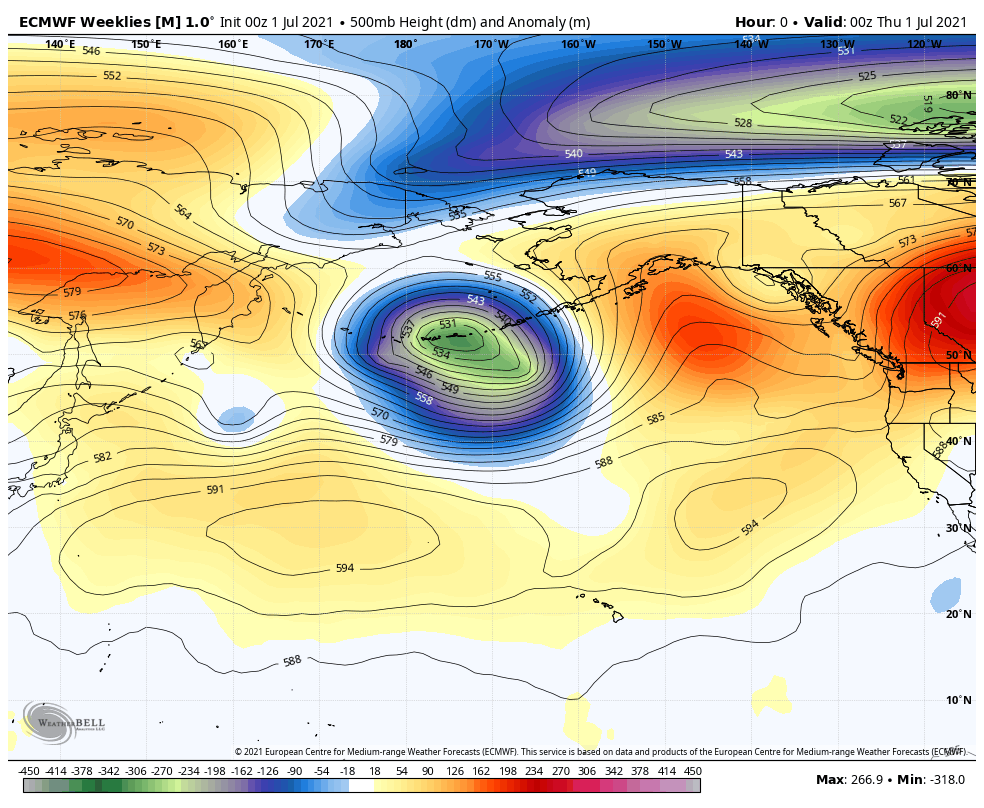 ECMWF Weeklies [M] 1.0° Init 00z 1 Jul 2021 • 500mb Height (dm) and Anomaly (m)
Hour: 0 • Valid: 00z Thu 1 Jul 2021
140°E 150°E 160°E 170°E 180° 170°W 160°W 150°W 140°W 130°W 120°W
546 534 531
552 525
80°N
519
528 522
540 543 537
549
558 561 70°N
564 567
555
570
573 573
60°N
555
579 552
543
576 540
531 591
537
567 534 50°N
546 549
558
570 585
579 40°N
582 588 588
591
594 30°N
594
20°N
588
10°N
WEATHERBELL
Analytics LLC
© 2021 European Centre for Medium-range Weather Forecasts (ECMWF). This service is based on data and products of the European Centre for Medium-range Weather Forecasts (ECMWF).
-450 -414 -378 -342 -306 -270 -234 -198 -162 -126 -90 -54 -18 18 54 90 126 162 198 234 270 306 342 378 414 450
Max: 266.9 • Min: -318.0